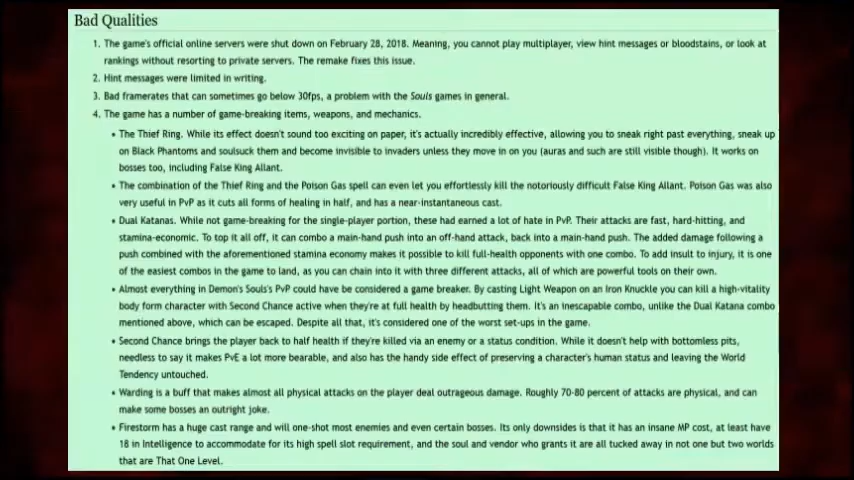 Bad Qualities
1. The game's official online servers were shut down on February 28, 2018. Meaning, you cannot play multiplayer, view hint messages or bloodstains, or look at
rankings without resorting to private servers. The remake fixes this issue.
2. Hint messages were limited in writing.
3. Bad framerates that can sometimes go below 30fps, a problem with the Souls games in general.
4. The game has a number of game-breaking items, weapons, and mechanics.
• The Thief Ring. While its effect doesn't sound too exciting on paper, it's actually incredibly effective, allowing you to sneak right past everything, sneak up
on Black Phantoms and soulsuck them and become invisible to invaders unless they move in on you (auras and such are still visible though). It works on
bosses too, including False King Allant.
• The combination of the Thief Ring and the Poison Gas spell can even let you effortlessly kill the notoriously difficult False King Allant. Poison Gas was also
very useful in PvP as it cuts all forms of healing in half, and has a near-instantaneous cast.
• Dual Katanas. While not game-breaking for the single-player portion, these had earned a lot of hate in PvP. Their attacks are fast, hard-hitting, and
stamina-economic. To top it all off, it can combo a main-hand push into an off-hand attack, back into a main-hand push. The added damage following a
push combined with the aforementioned stamina economy makes it possible to kill full-health opponents with one combo. To add insult to injury, it is one
of the easiest combos in the game to land, as you can chain into it with three different attacks, all of which are powerful tools on their own.
• Almost everything in Demon's Souls's PvP could have be considered a game breaker. By casting Light Weapon on an Iron Knuckle you can kill a high-vitality
body form character with Second Chance active when they're at full health by headbutting them. It's an inescapable combo, unlike the Dual Katana combo
mentioned above, which can be escaped. Despite all that, it's considered one of the worst set-ups in the game.
• Second Chance brings the player back to half health if they're killed via an enemy or a status condition. While it doesn't help with bottomless pits,
needless to say it makes PvE a lot more bearable, and also has the handy side effect of preserving a character's human status and leaving the World
Tendency untouched.
• Warding is a buff that makes almost all physical attacks on the player deal outrageous damage. Roughly 70-80 percent of attacks are physical, and can
make some bosses an outright joke.
• Firestorm has a huge cast range and will one-shot most enemies and even certain bosses. Its only downsides is that it has an insane MP cost, at least have
18 in Intelligence to accommodate for its high spell slot requirement, and the soul and vendor who grants it are all tucked away in not one but two worlds
that are That One Level.